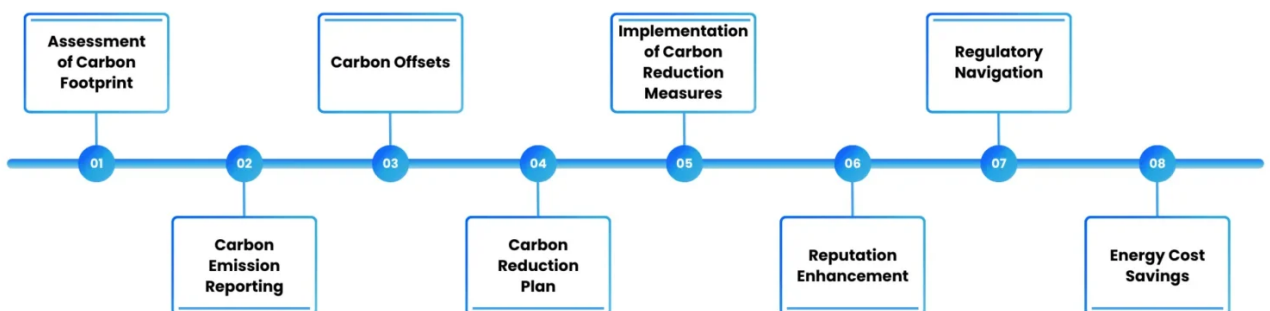 Assessment
of Carbon
Footprint
01
Carbon
Emission
Reporting
02
Carbon Offsets
03
Carbon
Reduction
Plan
04
Implementation
of Carbon
Reduction
Measures
05
Reputation
Enhancement
06
Regulatory
Navigation
07
Energy Cost
Savings
08